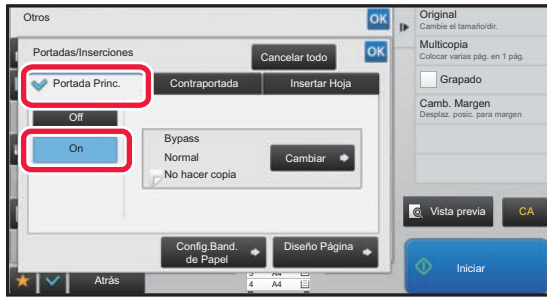 Otros
OK
Portadas/Inserciones
Cancelar todo
OK
Portada Princ.
Contraportada
Insertar Hoja
Off
On
Bypass
Normal
No hacer copia
Cambiar
Config.Band.
de Papel
Diseño Página
Atrás
3 A4
4 A4
Original
Cambie el tamaño/dir.
Multicopia
Colocar varias pág. en 1 pág.
Grapado
Camb. Margen
Desplaz. posic. para margen
Vista previa
CA
Iniciar